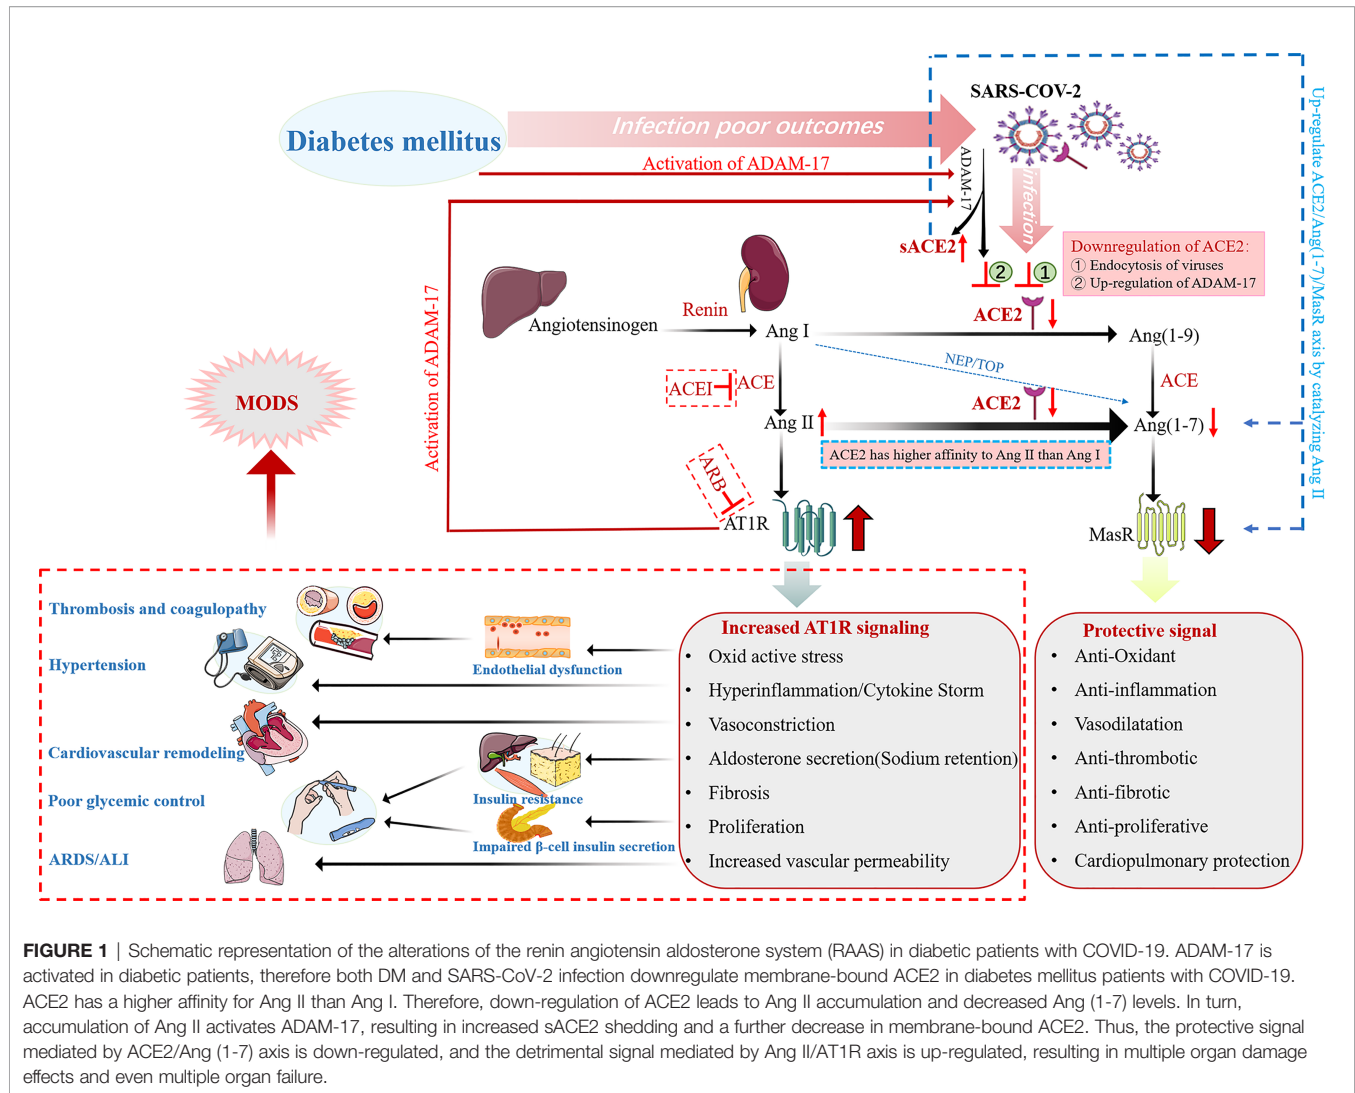 SARS-COV-2
Diabetes mellitus
Infection poor outcomes
Activation of ADAM-17
ADAM-17
infection
Up-regulate ACE2/Ang(1-7)/MasR axis by catalyzing Ang II
sACE2
② ①
Downregulation of ACE2:
① Endocytosis of viruses
② Up-regulation of ADAM-17
Activation of ADAM-17
Angiotensinogen
Renin
Ang I
ACE2
Ang(1-9)
NEP/TOP
ACEI
ACE
ACE
MODS
Ang II
ACE2
Ang(1-7)
ACE2 has higher affinity to Ang II than Ang I
ARB
AT1R
MasR
Thrombosis and coagulopathy
Hypertension
Cardiovascular remodeling
Poor glycemic control
ARDS/ALI
Endothelial dysfunction
Insulin resistance
Impaired β-cell insulin secretion
Increased AT1R signaling
• Oxid active stress
• Hyperinflammation/Cytokine Storm
• Vasoconstriction
• Aldosterone secretion(Sodium retention)
• Fibrosis
• Proliferation
• Increased vascular permeability
Protective signal
• Anti-Oxidant
• Anti-inflammation
• Vasodilatation
• Anti-thrombotic
• Anti-fibrotic
• Anti-proliferative
• Cardiopulmonary protection
FIGURE 1 | Schematic representation of the alterations of the renin angiotensin aldosterone system (RAAS) in diabetic patients with COVID-19. ADAM-17 is
activated in diabetic patients, therefore both DM and SARS-CoV-2 infection downregulate membrane-bound ACE2 in diabetes mellitus patients with COVID-19.
ACE2 has a higher affinity for Ang II than Ang I. Therefore, down-regulation of ACE2 leads to Ang II accumulation and decreased Ang (1-7) levels. In turn,
accumulation of Ang II activates ADAM-17, resulting in increased sACE2 shedding and a further decrease in membrane-bound ACE2. Thus, the protective signal
mediated by ACE2/Ang (1-7) axis is down-regulated, and the detrimental signal mediated by Ang II/AT1R axis is up-regulated, resulting in multiple organ damage
effects and even multiple organ failure.